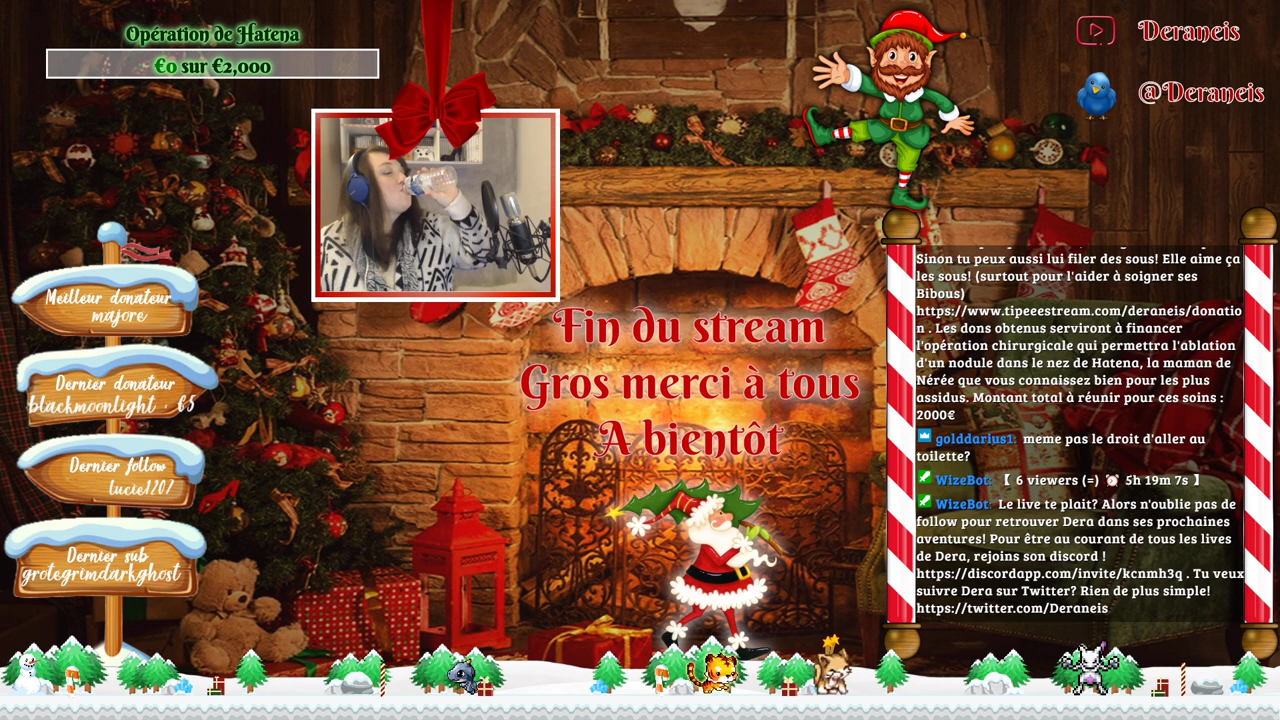 Opération de Hatena
€0 sur €2,000
Deraneis
@Deraneis
Meilleur donateur
majore
Dernier donateur
blackmoonlight : €5
Dernier follow
lucie1207
Dernier sub
grotegrimdarkghost
Fin du stream
Gros merci à tous
A bientôt
Sinon tu peux aussi lui filer des sous! Elle aime ça
les sous! (surtout pour l'aider à soigner ses
Bibous)
https://www.tipeeestream.com/deraneis/donatio
n . Les dons obtenus serviront à financer
l'opération chirurgicale qui permettra l'ablation
d'un nodule dans le nez de Hatena, la maman de
Nérée que vous connaissez bien pour les plus
assidus. Montant total à réunir pour ces soins :
2000€
golddarius1: meme pas le droit d'aller au
toilette?
WizeBot: 【 6 viewers (=) ⏰ 5h 19m 7s 】
WizeBot: Le live te plait? Alors n'oublie pas de
follow pour retrouver Dera dans ses prochaines
aventures! Pour être au courant de tous les lives
de Dera, rejoins son discord !
https://discordapp.com/invite/kcnmh3q . Tu veux
suivre Dera sur Twitter? Rien de plus simple!
https://twitter.com/Deraneis